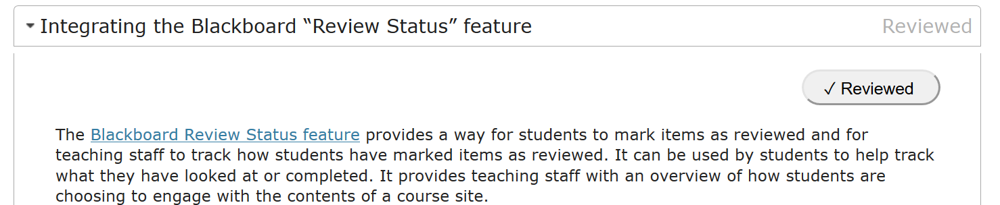 Integrating the Blackboard “Review Status” feature
Reviewed
✓ Reviewed
The Blackboard Review Status feature provides a way for students to mark items as reviewed and for
teaching staff to track how students have marked items as reviewed. It can be used by students to help track
what they have looked at or completed. It provides teaching staff with an overview of how students are
choosing to engage with the contents of a course site.